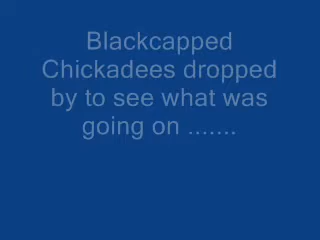 Blackcapped
Chickadees dropped
by to see what was
going on .......